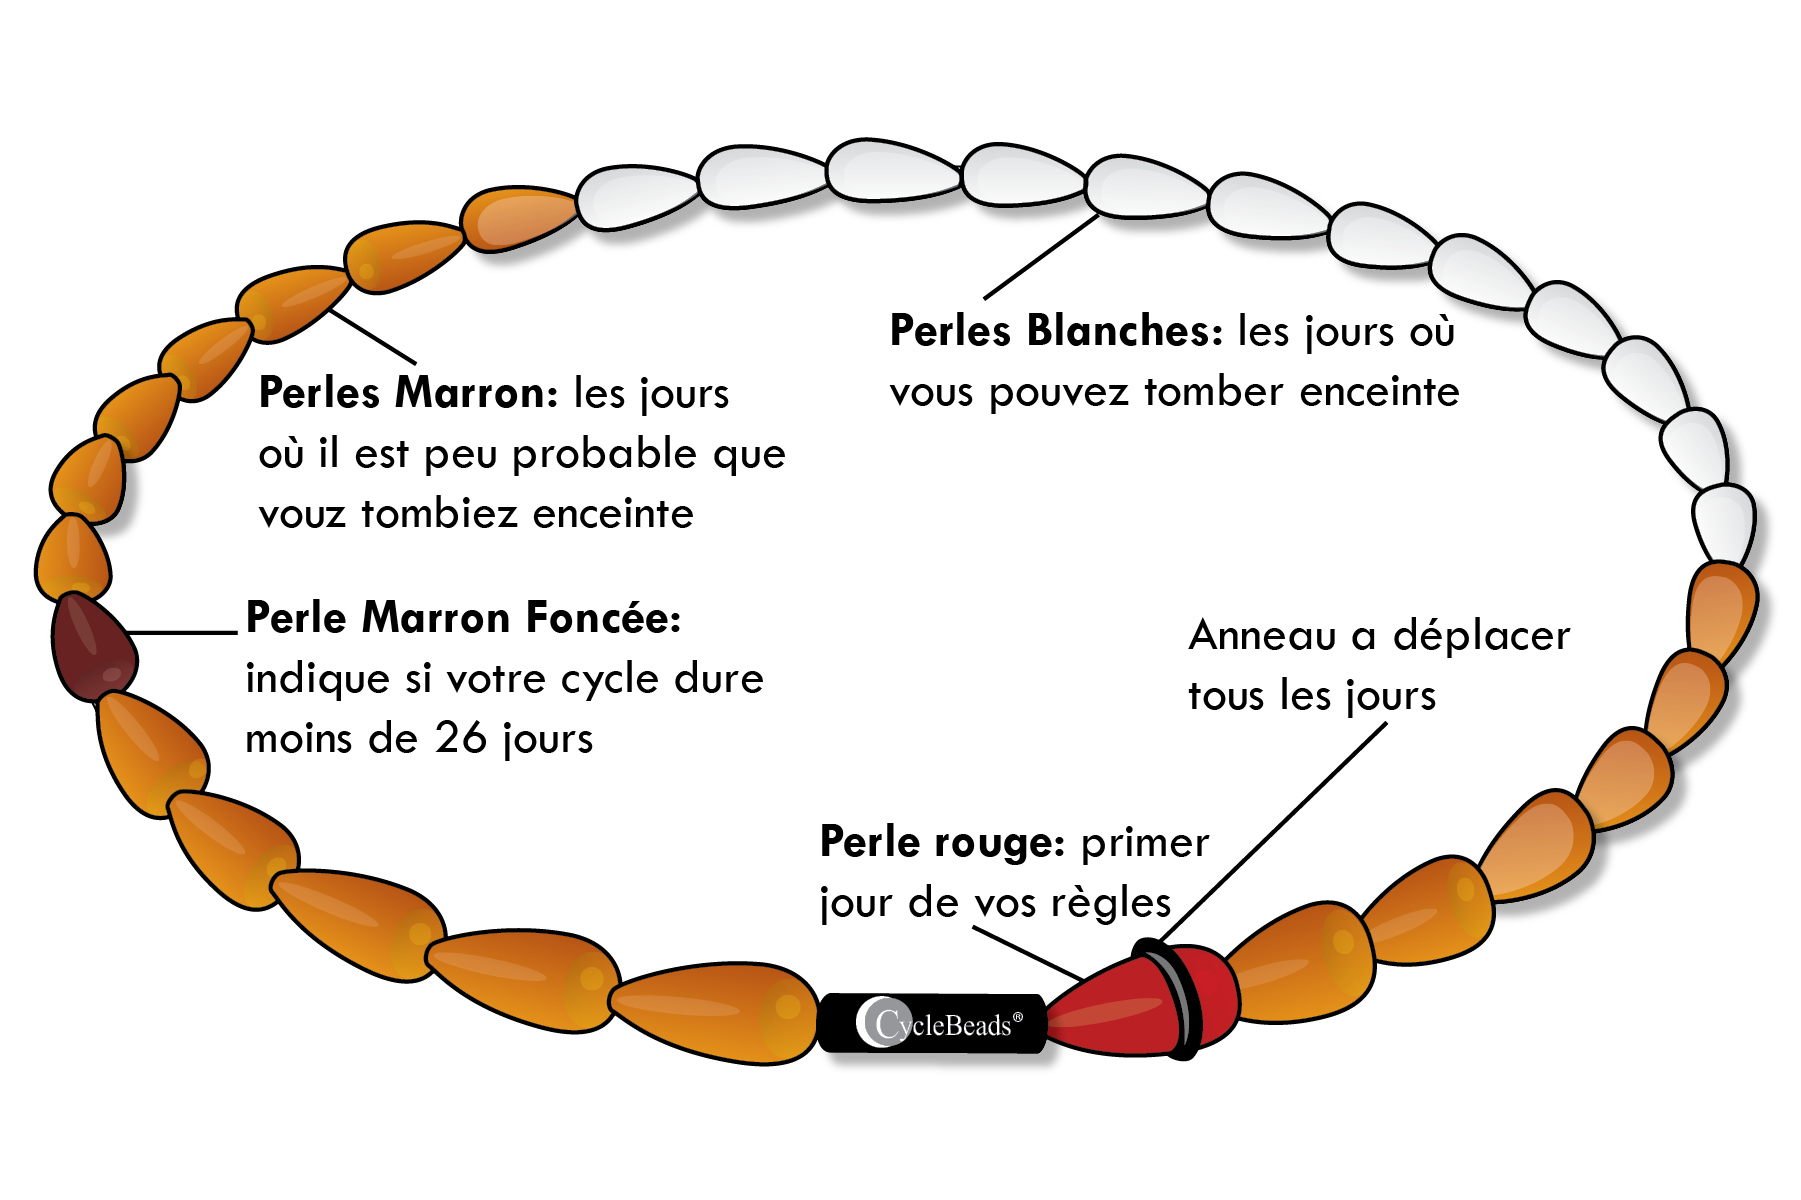 Perles Blanches: les jours où
vous pouvez tomber enceinte
Perles Marron: les jours
où il est peu probable que
vouz tombiez enceinte
Perle Marron Foncée:
indique si votre cycle dure
moins de 26 jours
Anneau a déplacer
tous les jours
Perle rouge: primer
jour de vos règles
CycleBeads®